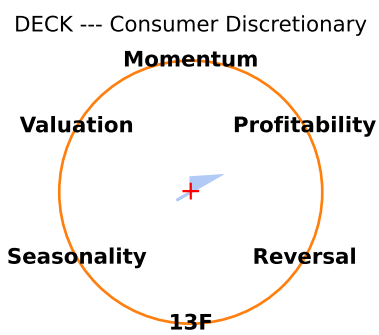 DECK --- Consumer Discretionary
Momentum
Valuation
Profitability
Seasonality
Reversal
13F